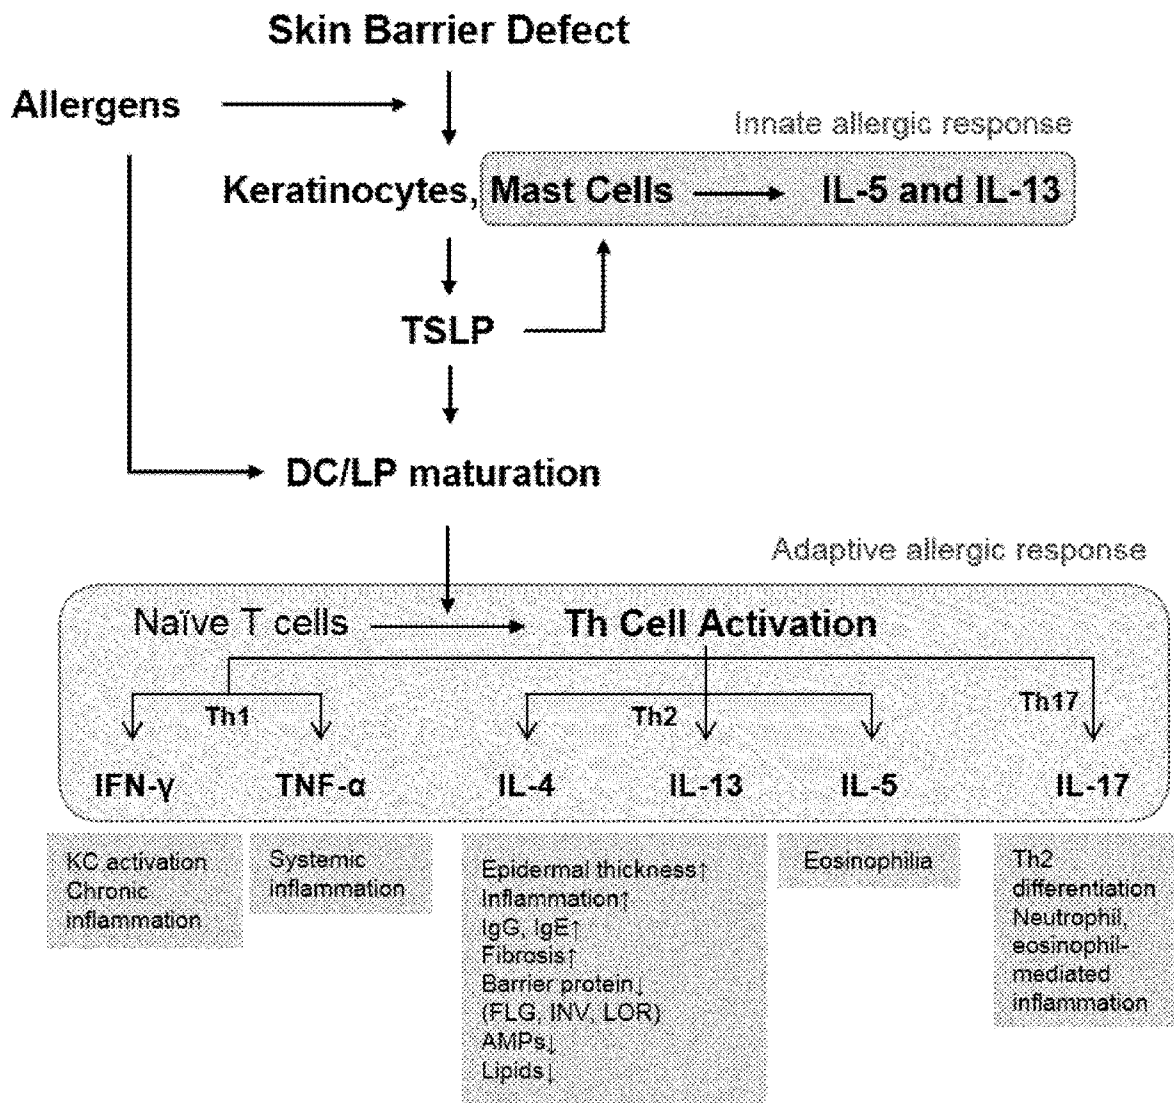 Skin Barrier Defect
Allergens
Innate allergic response
Keratinocytes, Mast Cells
IL-5 and IL-13
TSLP
DC/LP maturation
Adaptive allergic response
Naïve T cells
Th Cell Activation
Th1
Th2
Th17
IFN-γ
TNF-α
IL-4
IL-13
IL-5
IL-17
KC activation
Chronic
inflammation
Systemic
inflammation
Epidermal thickness↑
Inflammation↑
IgG, IgE↑
Fibrosis↑
Barrier protein↓
(FLG, INV, LOR)
AMPs↓
Lipids↓
Eosinophilia
Th2
differentiation
Neutrophil,
eosinophil-
mediated
inflammation